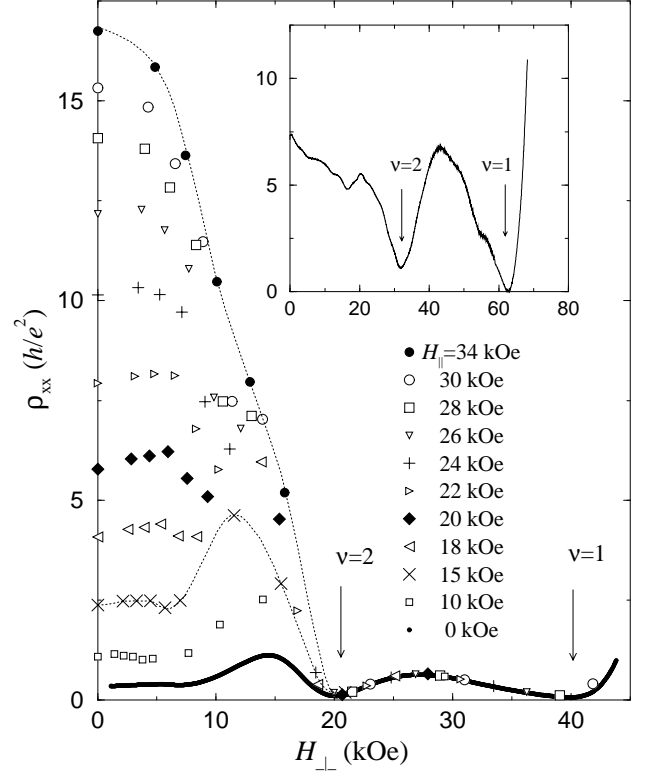 10
5
0
0 20 40 60 80
ν=2
ν=1
15
10
5
0
ρxx (h/e²)
H||=34 kOe
30 kOe
28 kOe
26 kOe
24 kOe
22 kOe
20 kOe
18 kOe
15 kOe
10 kOe
0 kOe
ν=2
ν=1
0 10 20 30 40
H⊥ (kOe)